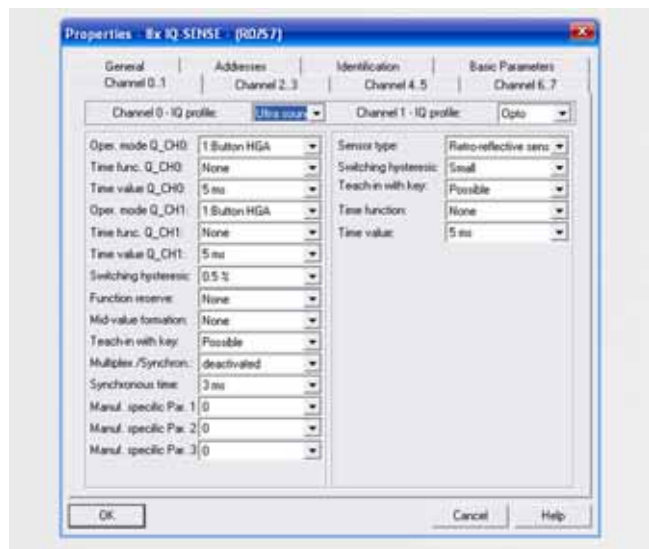 Properties - 8x IQ-SENSE - (R0/S7)
General Addresses Identification Basic Parameters
Channel 0..1 Channel 2..3 Channel 4..5 Channel 6..7
Channel 0 - IQ profile: Ultra soun Channel 1 - IQ profile: Opto
Oper. mode Q_CH0: 1 Button HGA
Time func. Q_CH0: None
Time value Q_CH0 5 ms
Oper. mode Q_CH1: 1 Button HGA
Time func. Q_CH1: None
Time value Q_CH1: 5 ms
Switching hysteresis: 0.5 %
Function reserve: None
Mid-value formation: None
Teach-in with key: Possible
Multiplex /Synchron.: deactivated
Synchronous time: 3 ms
Manuf. specific Par. 1 0
Manuf. specific Par. 2 0
Manuf. specific Par. 3 0
Sensor type: Retro-reflective sens
Switching hysteresis: Small
Teach-in with key: Possible
Time function: None
Time value: 5 ms
OK Cancel Help